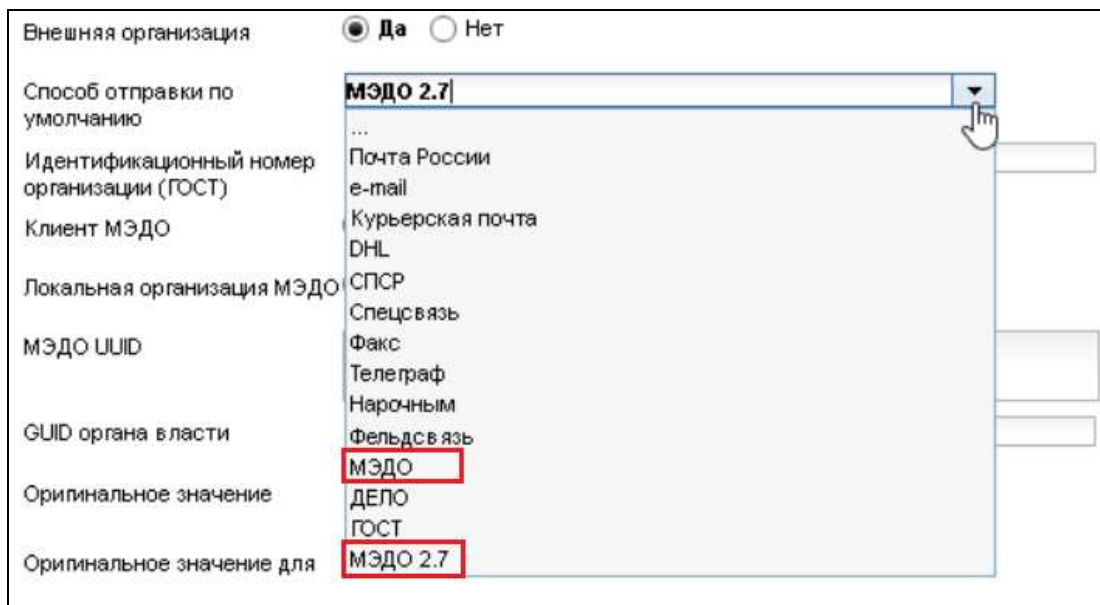 Внешняя организация Да Нет
Способ отправки по МЭДО 2.7
умолчанию
...
Идентификационный номер Почта России
организации (ГОСТ) e-mail
Клиент МЭДО Курьерская почта
DHL
Локальная организация МЭДО СПСР
Спецсвязь
МЭДО UUID Факс
Телеграф
Нарочным
GUID органа власти Фельдсвязь
МЭДО
Оригинальное значение ДЕЛО
ГОСТ
Оригинальное значение для МЭДО 2.7